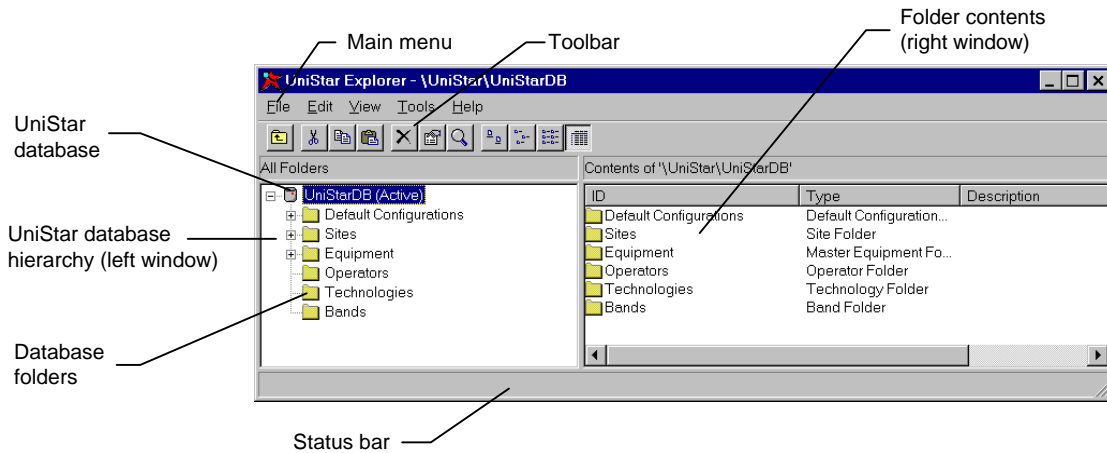 Folder contents
(right window)
Main menu
Toolbar
UniStar Explorer - \UniStar\UniStarDB
File Edit View Tools Help
UniStar
database
All Folders
Contents of '\UniStar\UniStarDB'
UniStarDB (Active)
Default Configurations
Sites
Equipment
Operators
Technologies
Bands
ID Type Description
Default Configurations Default Configuration...
Sites Site Folder
Equipment Master Equipment Fo...
Operators Operator Folder
Technologies Technology Folder
Bands Band Folder
UniStar database
hierarchy (left window)
Database
folders
Status bar